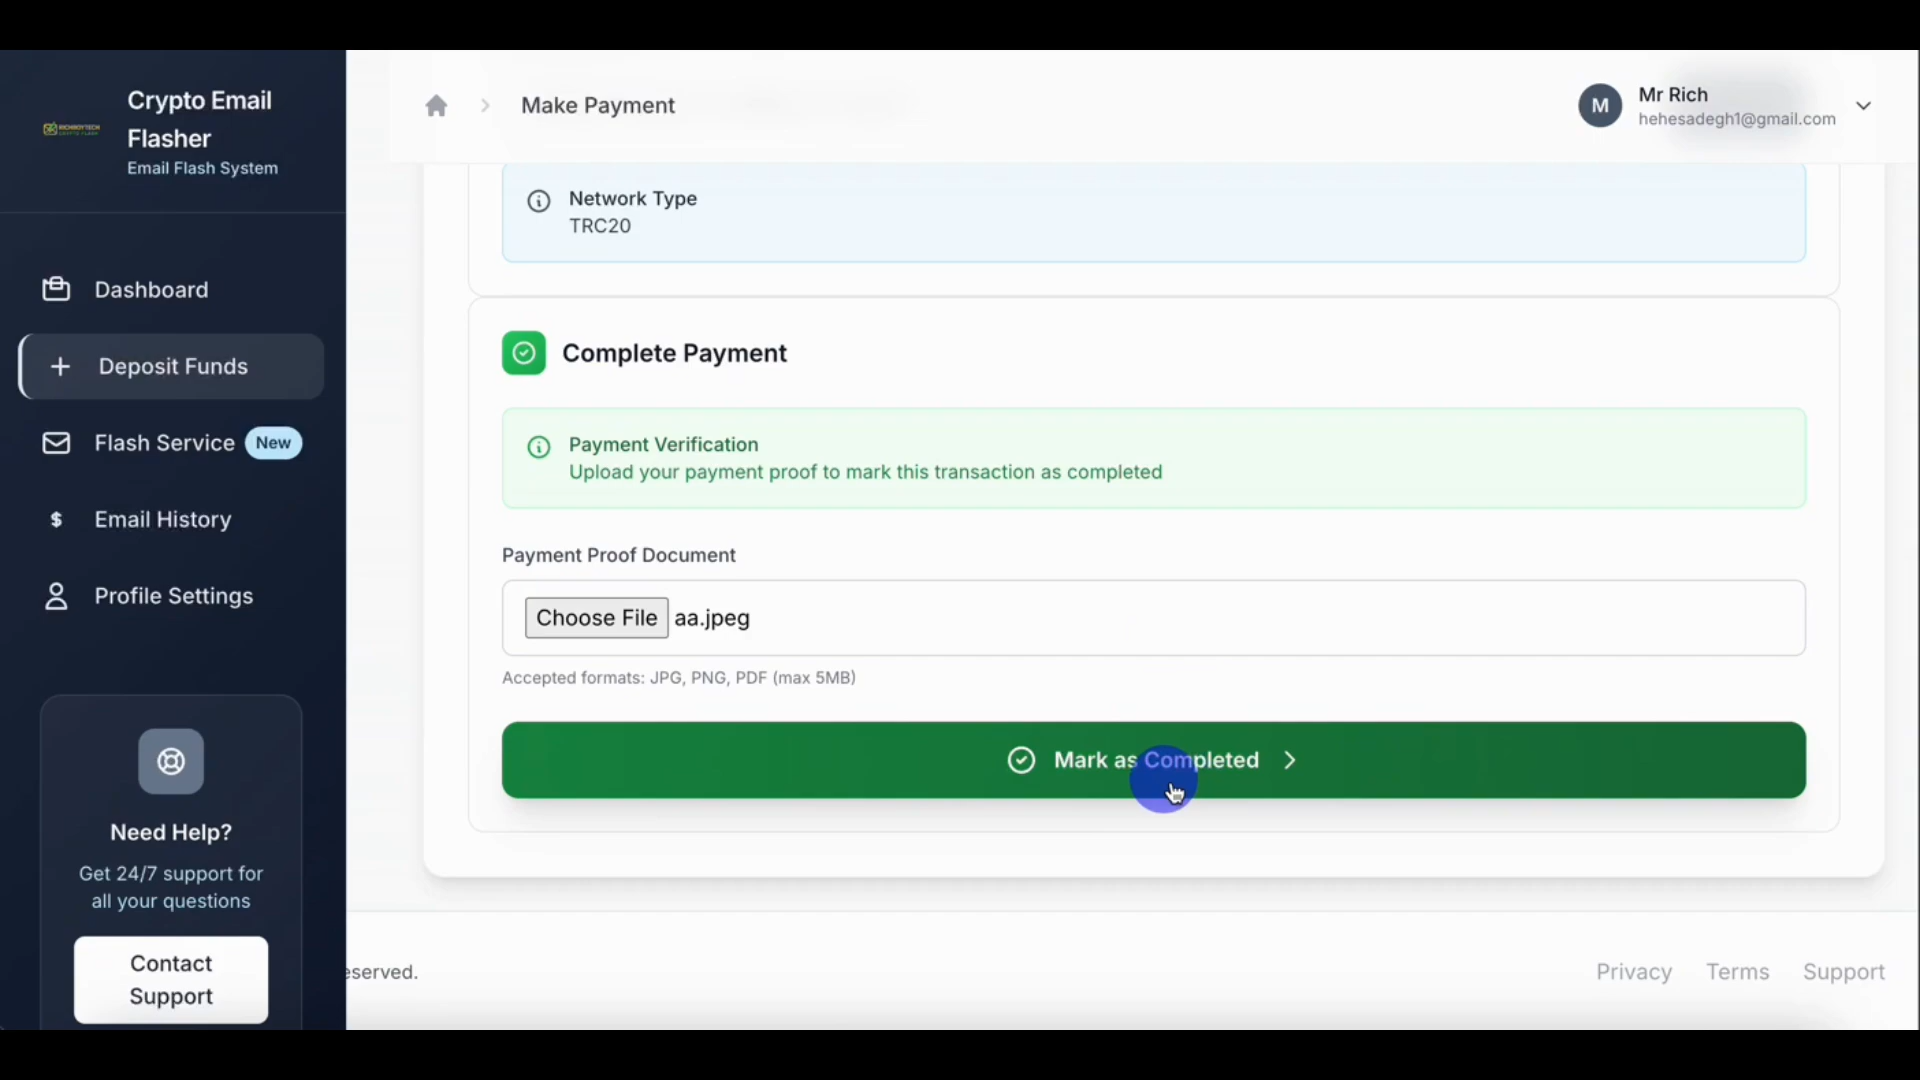 Crypto Email
Flasher
Email Flash System
RICHBOYTECH
Make Payment
M
Mr Rich
hehesadegh1@gmail.com
Dashboard
Deposit Funds
Flash Service New
Email History
Profile Settings
Need Help?
Get 24/7 support for
all your questions
Contact
Support
Network Type
TRC20
Complete Payment
Payment Verification
Upload your payment proof to mark this transaction as completed
Payment Proof Document
Choose File aa.jpeg
Accepted formats: JPG, PNG, PDF (max 5MB)
Mark as Completed
eserved.
Privacy Terms Support